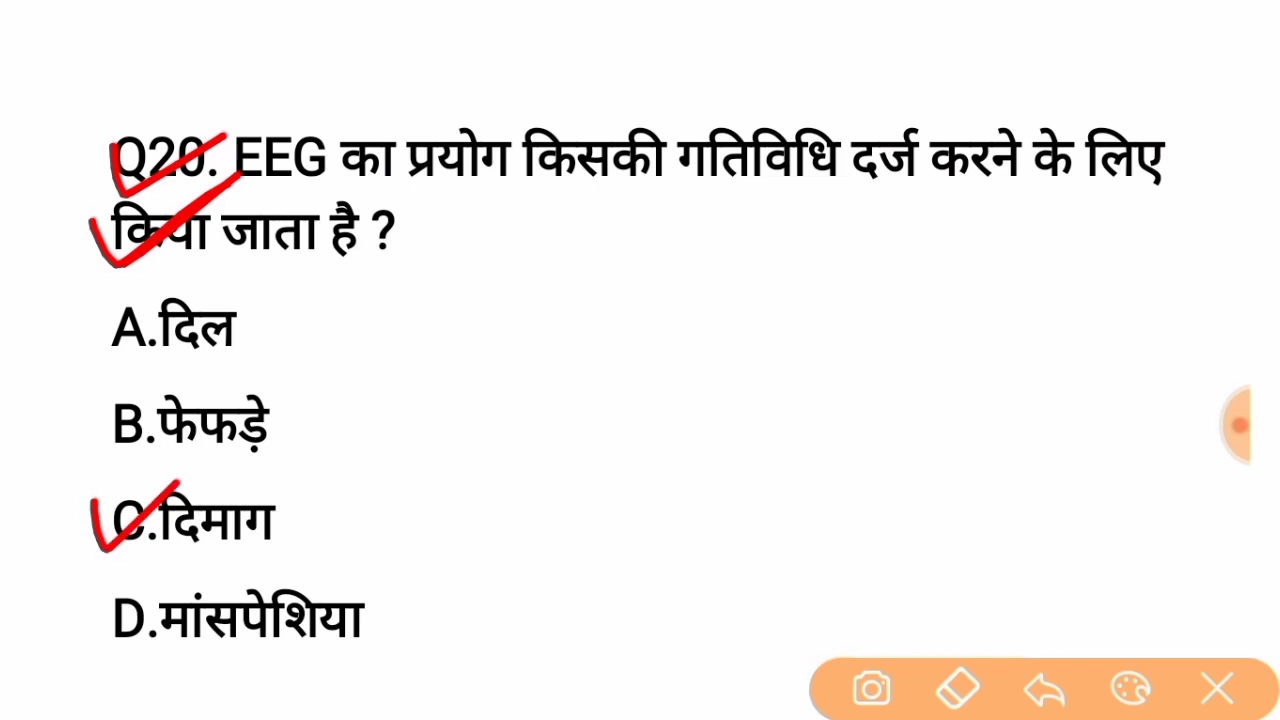 Q20. EEG का प्रयोग किसकी गतिविधि दर्ज करने के लिए
किया जाता है ?
A.दिल
B.फेफड़े
C.दिमाग
D.मांसपेशिया